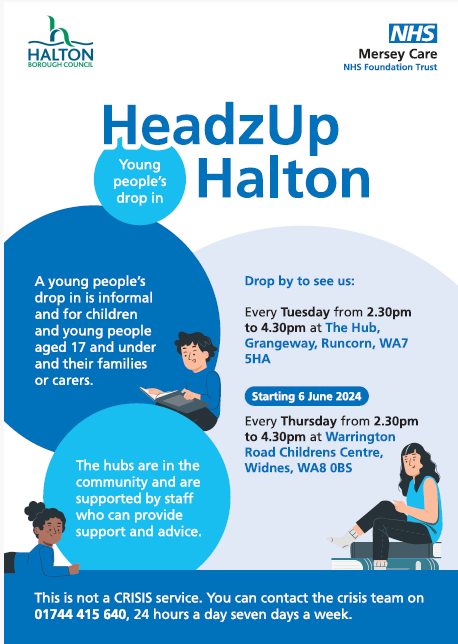 HALTON
BOROUGH COUNCIL
NHS
Mersey Care
NHS Foundation Trust
HeadzUp
Halton
Young
people's
drop in
A young people's
drop in is informal
and for children
and young people
aged 17 and under
and their families
or carers.
Drop by to see us:
Every Tuesday from 2.30pm
to 4.30pm at The Hub,
Grangeway, Runcorn, WA7
5HA
Starting 6 June 2024
Every Thursday from 2.30pm
to 4.30pm at Warrington
Road Childrens Centre,
Widnes, WA8 0BS
The hubs are in the
community and are
supported by staff
who can provide
support and advice.
This is not a CRISIS service. You can contact the crisis team on
01744 415 640, 24 hours a day seven days a week.